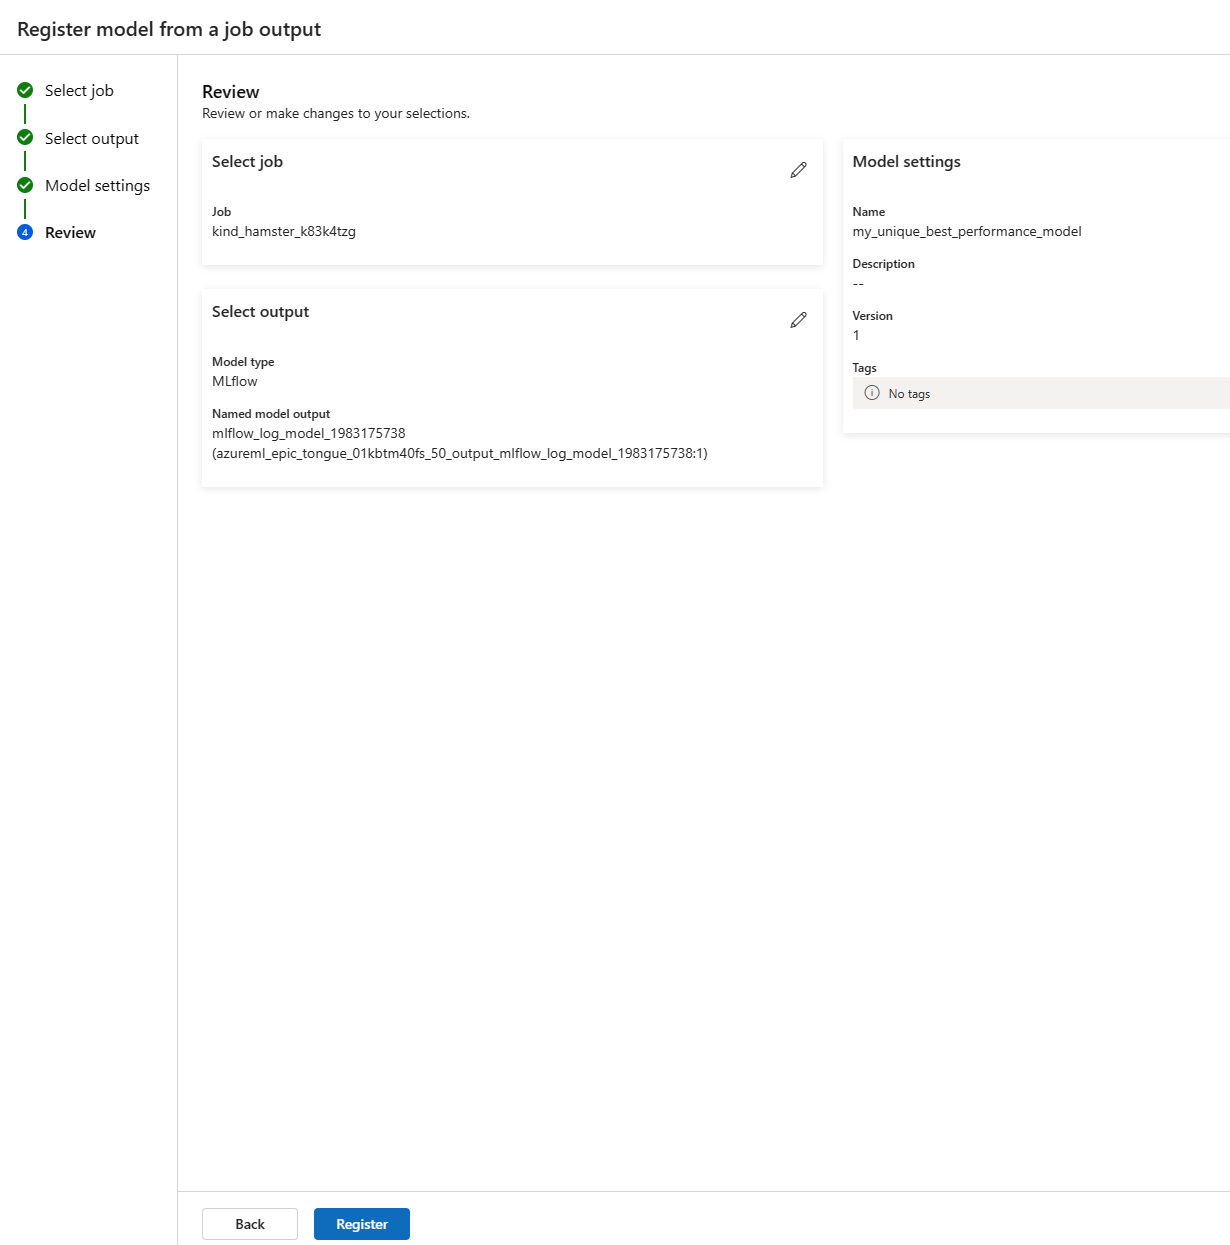 Register model from a job output
Select job
Select output
Model settings
4
Review
Review
Review or make changes to your selections.
Select job
Job
kind_hamster_k83k4tzg
Select output
Model type
MLflow
Named model output
mlflow_log_model_1983175738
(azureml_epic_tongue_01kbtm40fs_50_output_mlflow_log_model_1983175738:1)
Model settings
Name
my_unique_best_performance_model
Description
--
Version
1
Tags
No tags
Back
Register